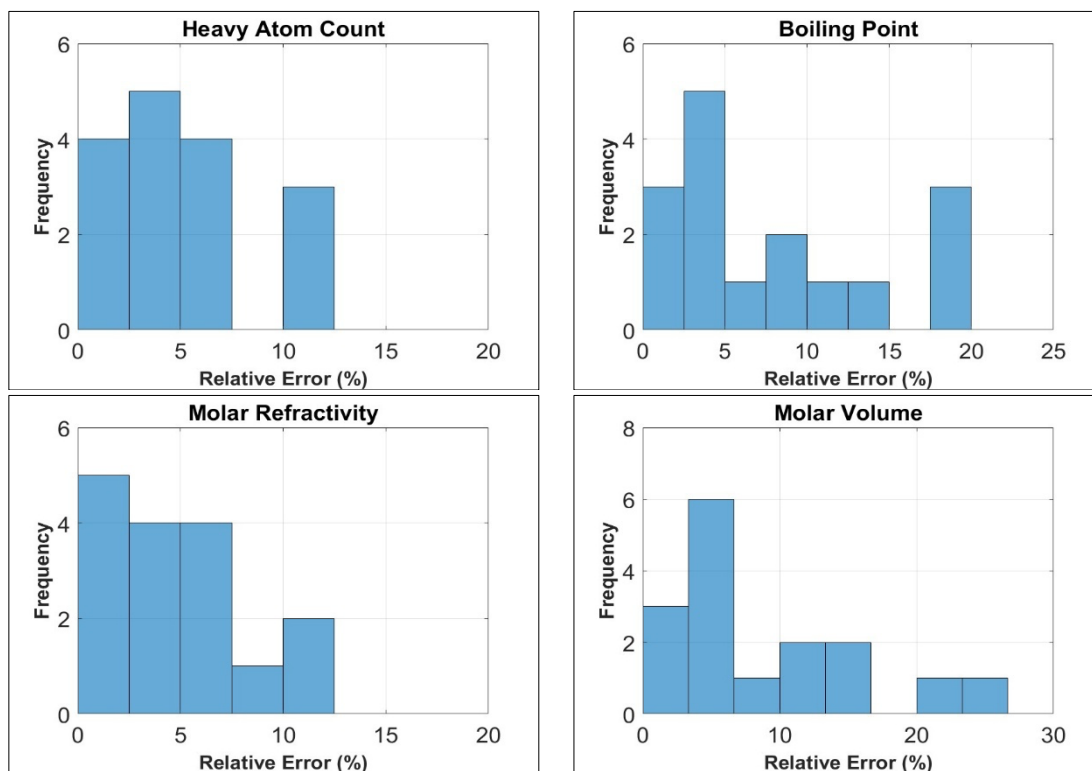 Heavy Atom Count
6
4
2
0
Frequency
0 5 10 15 20
Relative Error (%)
Boiling Point
6
4
2
0
Frequency
0 5 10 15 20 25
Relative Error (%)
Molar Refractivity
6
4
2
0
Frequency
0 5 10 15 20
Relative Error (%)
Molar Volume
8
6
4
2
0
Frequency
0 10 20 30
Relative Error (%)